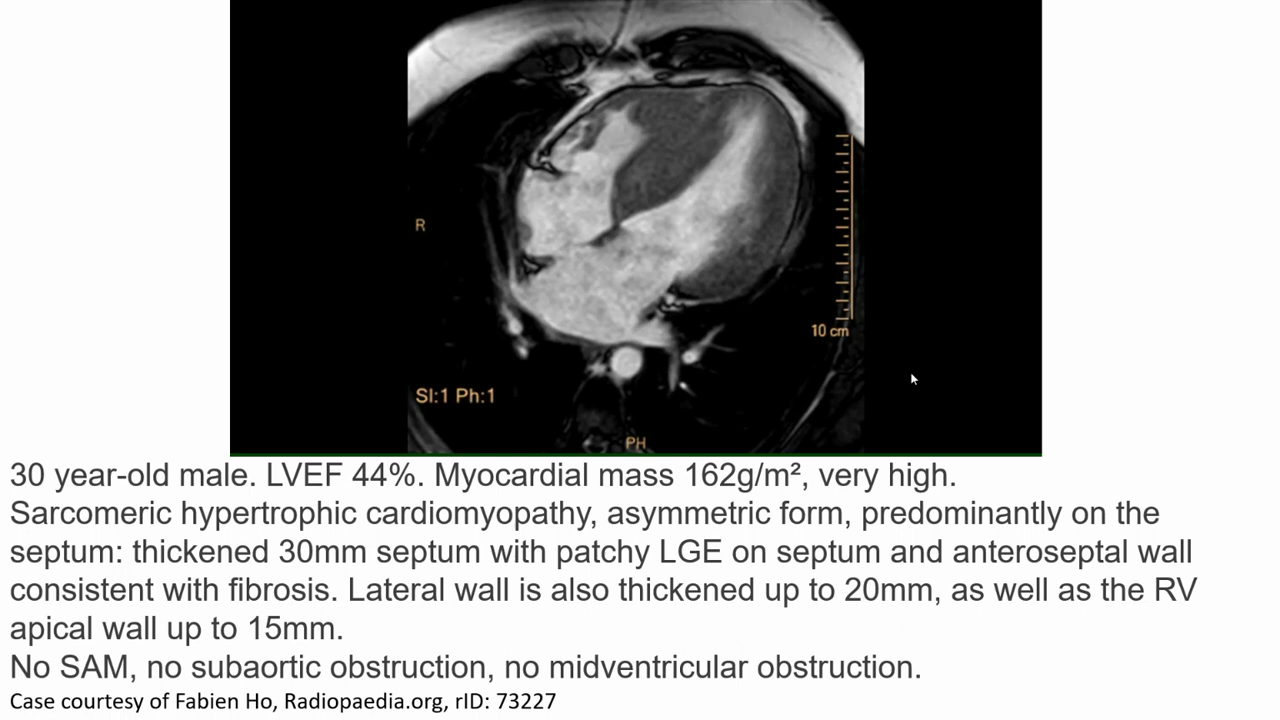 R
10 cm
SI:1 Ph:1
PH
30 year-old male. LVEF 44%. Myocardial mass 162g/m², very high.
Sarcomeric hypertrophic cardiomyopathy, asymmetric form, predominantly on the
septum: thickened 30mm septum with patchy LGE on septum and anteroseptal wall
consistent with fibrosis. Lateral wall is also thickened up to 20mm, as well as the RV
apical wall up to 15mm.
No SAM, no subaortic obstruction, no midventricular obstruction.
Case courtesy of Fabien Ho, Radiopaedia.org, rID: 73227